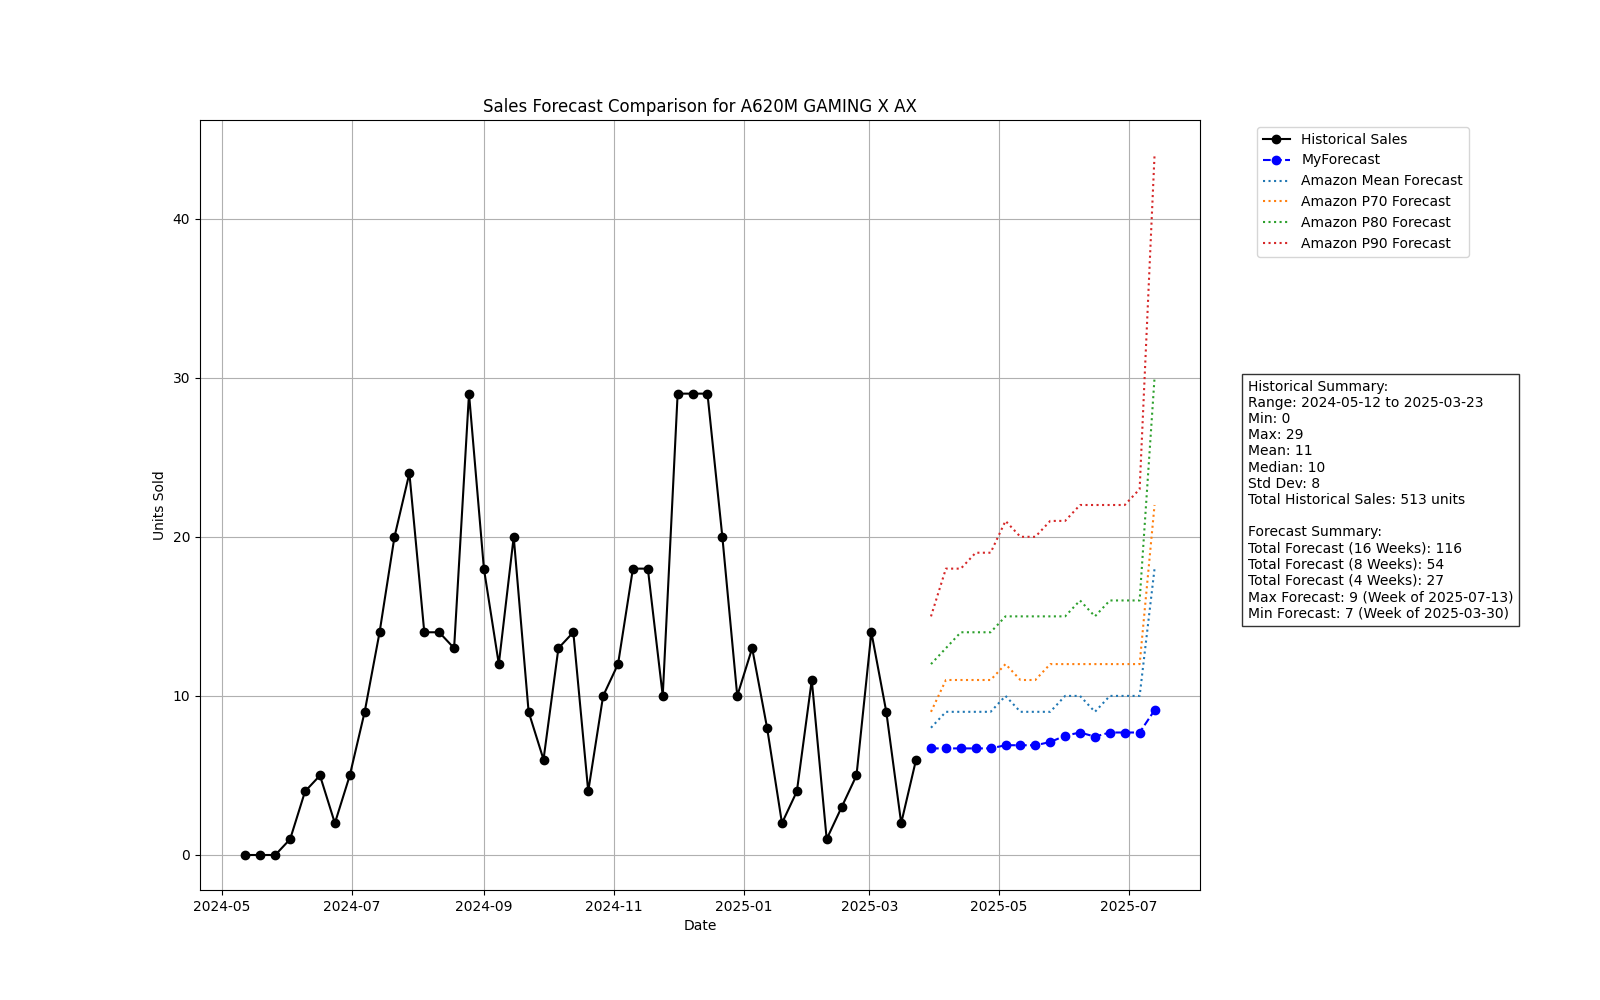 Sales Forecast Comparison for A620M GAMING X AX
Historical Sales
MyForecast
Amazon Mean Forecast
Amazon P70 Forecast
Amazon P80 Forecast
Amazon P90 Forecast
40
30
20
10
0
Units Sold
2024-05
2024-07
2024-09
2024-11
2025-01
2025-03
2025-05
2025-07
Date
Historical Summary:
Range: 2024-05-12 to 2025-03-23
Min: 0
Max: 29
Mean: 11
Median: 10
Std Dev: 8
Total Historical Sales: 513 units
Forecast Summary:
Total Forecast (16 Weeks): 116
Total Forecast (8 Weeks): 54
Total Forecast (4 Weeks): 27
Max Forecast: 9 (Week of 2025-07-13)
Min Forecast: 7 (Week of 2025-03-30)